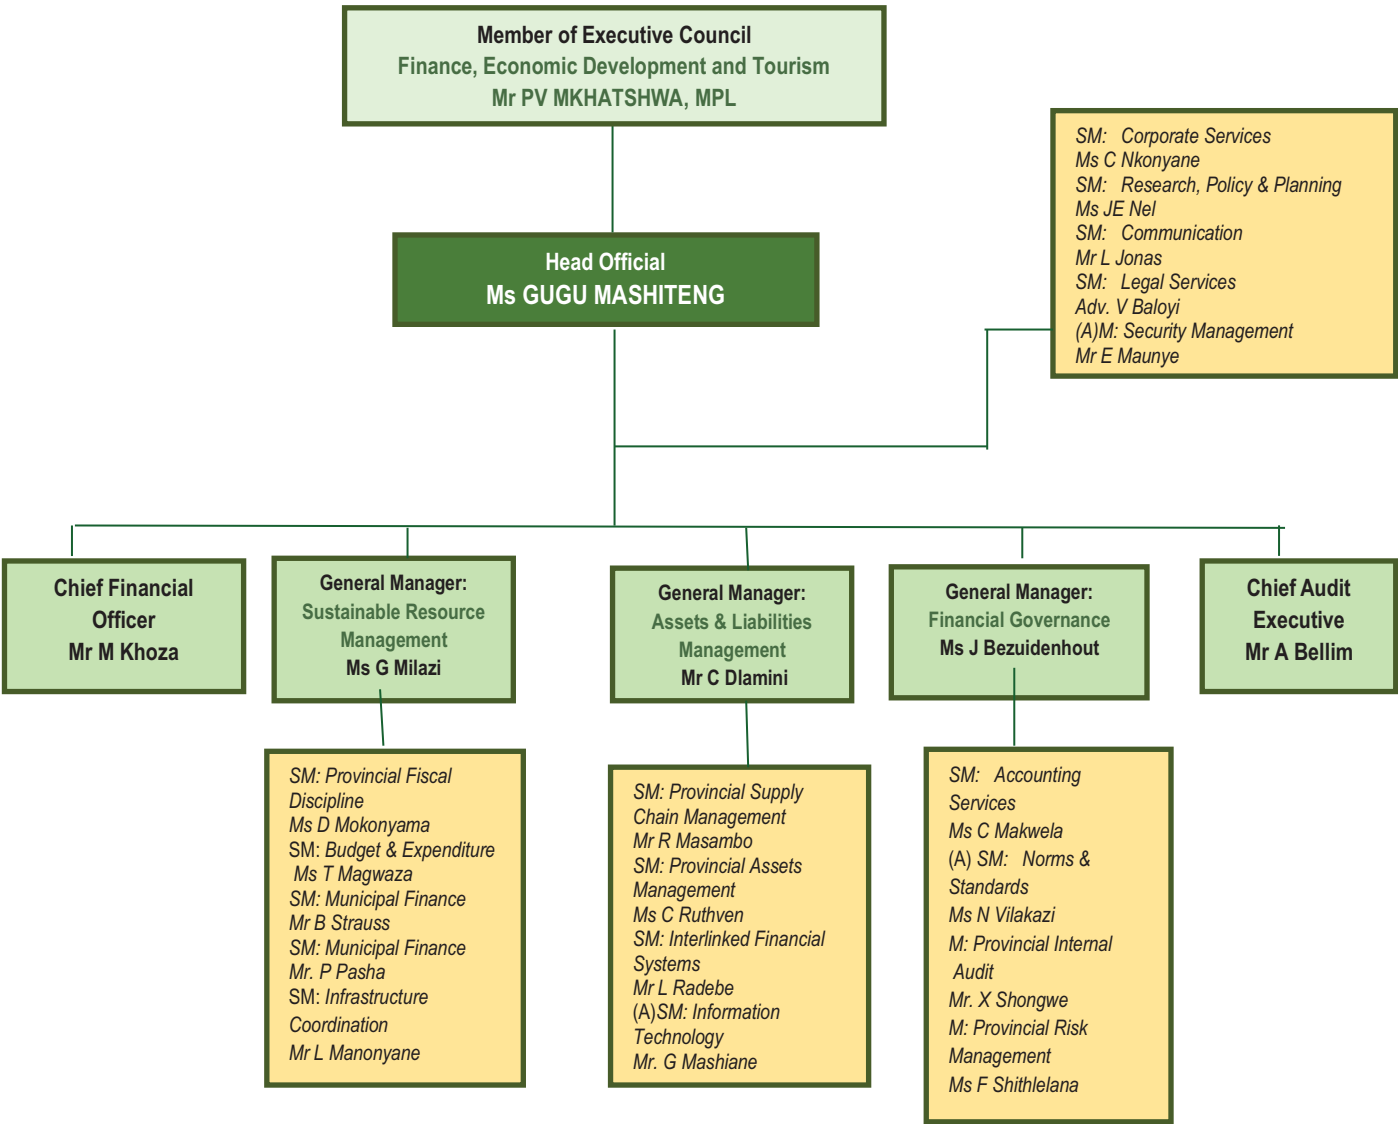 Member of Executive Council
Finance, Economic Development and Tourism
Mr PV MKHATSHWA, MPL
SM: Corporate Services
Ms C Nkonyane
SM: Research, Policy & Planning
Ms JE Nel
SM: Communication
Mr L Jonas
SM: Legal Services
Adv. V Baloyi
(A)M: Security Management
Mr E Maunye
Head Official
Ms GUGU MASHITENG
Chief Financial
Officer
Mr M Khoza
General Manager:
Sustainable Resource
Management
Ms G Milazi
General Manager:
Assets & Liabilities
Management
Mr C Dlamini
General Manager:
Financial Governance
Ms J Bezuidenhout
Chief Audit
Executive
Mr A Bellim
SM: Provincial Fiscal
Discipline
Ms D Mokonyama
SM: Budget & Expenditure
Ms T Magwaza
SM: Municipal Finance
Mr B Strauss
SM: Municipal Finance
Mr. P Pasha
SM: Infrastructure
Coordination
Mr L Manonyane
SM: Provincial Supply
Chain Management
Mr R Masambo
SM: Provincial Assets
Management
Ms C Ruthven
SM: Interlinked Financial
Systems
Mr L Radebe
(A)SM: Information
Technology
Mr. G Mashiane
SM: Accounting
Services
Ms C Makwela
(A) SM: Norms &
Standards
Ms N Vilakazi
M: Provincial Internal
Audit
Mr. X Shongwe
M: Provincial Risk
Management
Ms F Shithlelana